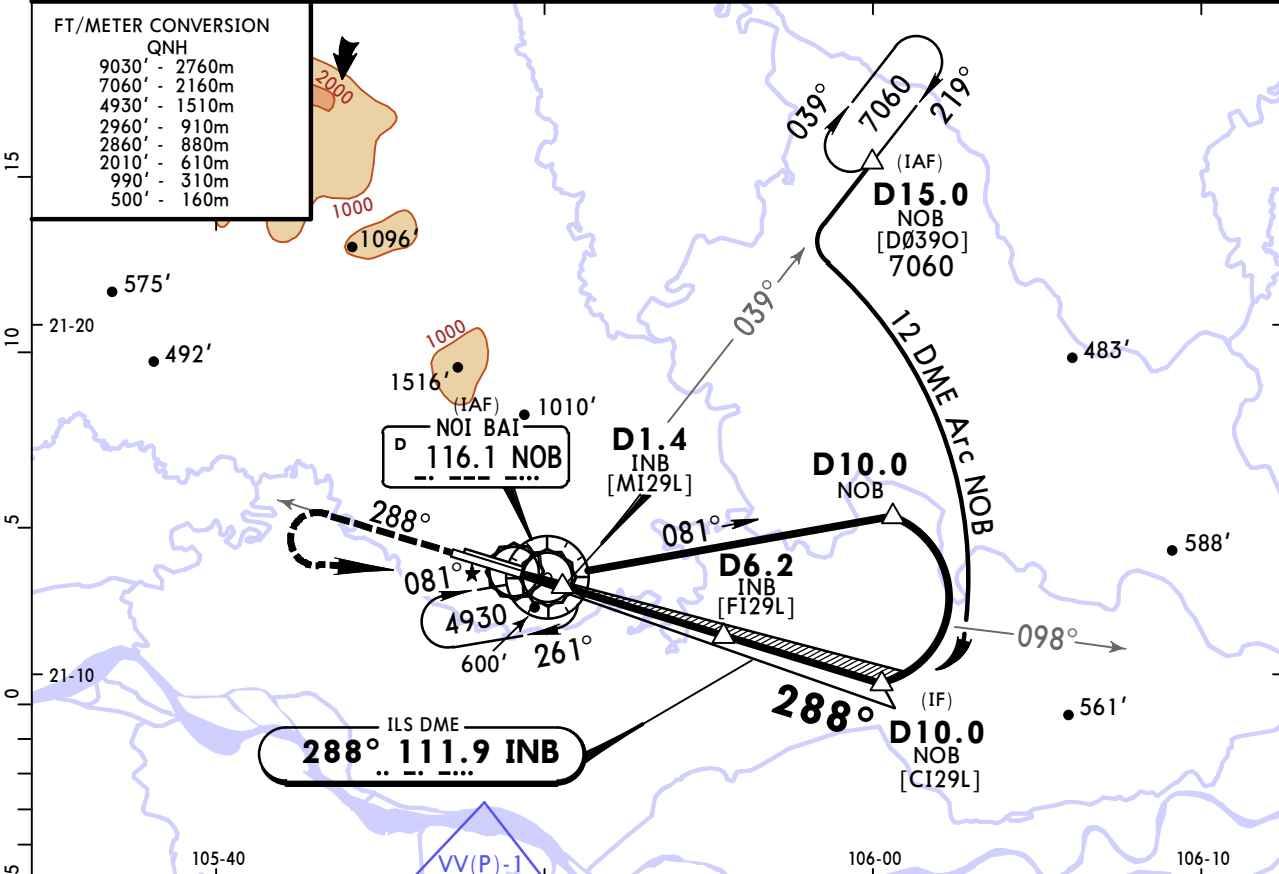 FT/METER CONVERSION
QNH
9030' - 2760m
7060' - 2160m
4930' - 1510m
2960' - 910m
2860' - 880m
2010' - 610m
990' - 310m
500' - 160m
2000
1000
1096'
575'
492'
21-20
15
10
5
0
5
039°
7060
219°
(IAF)
D15.0
NOB
[DØ39O]
7060
039°
12 DME Arc NOB
483'
1000
1516'
1010'
(IAF)
NOI BAI
D 116.1 NOB
D1.4
INB
[MI29L]
D10.0
NOB
288°
081°
588'
081°
4930
261°
600'
D6.2
INB
[FI29L]
098°
21-10
288°
(IF)
D10.0
NOB
[CI29L]
561'
ILS DME
288° 111.9 INB
105-40
VV(P)-1
106-00
106-10